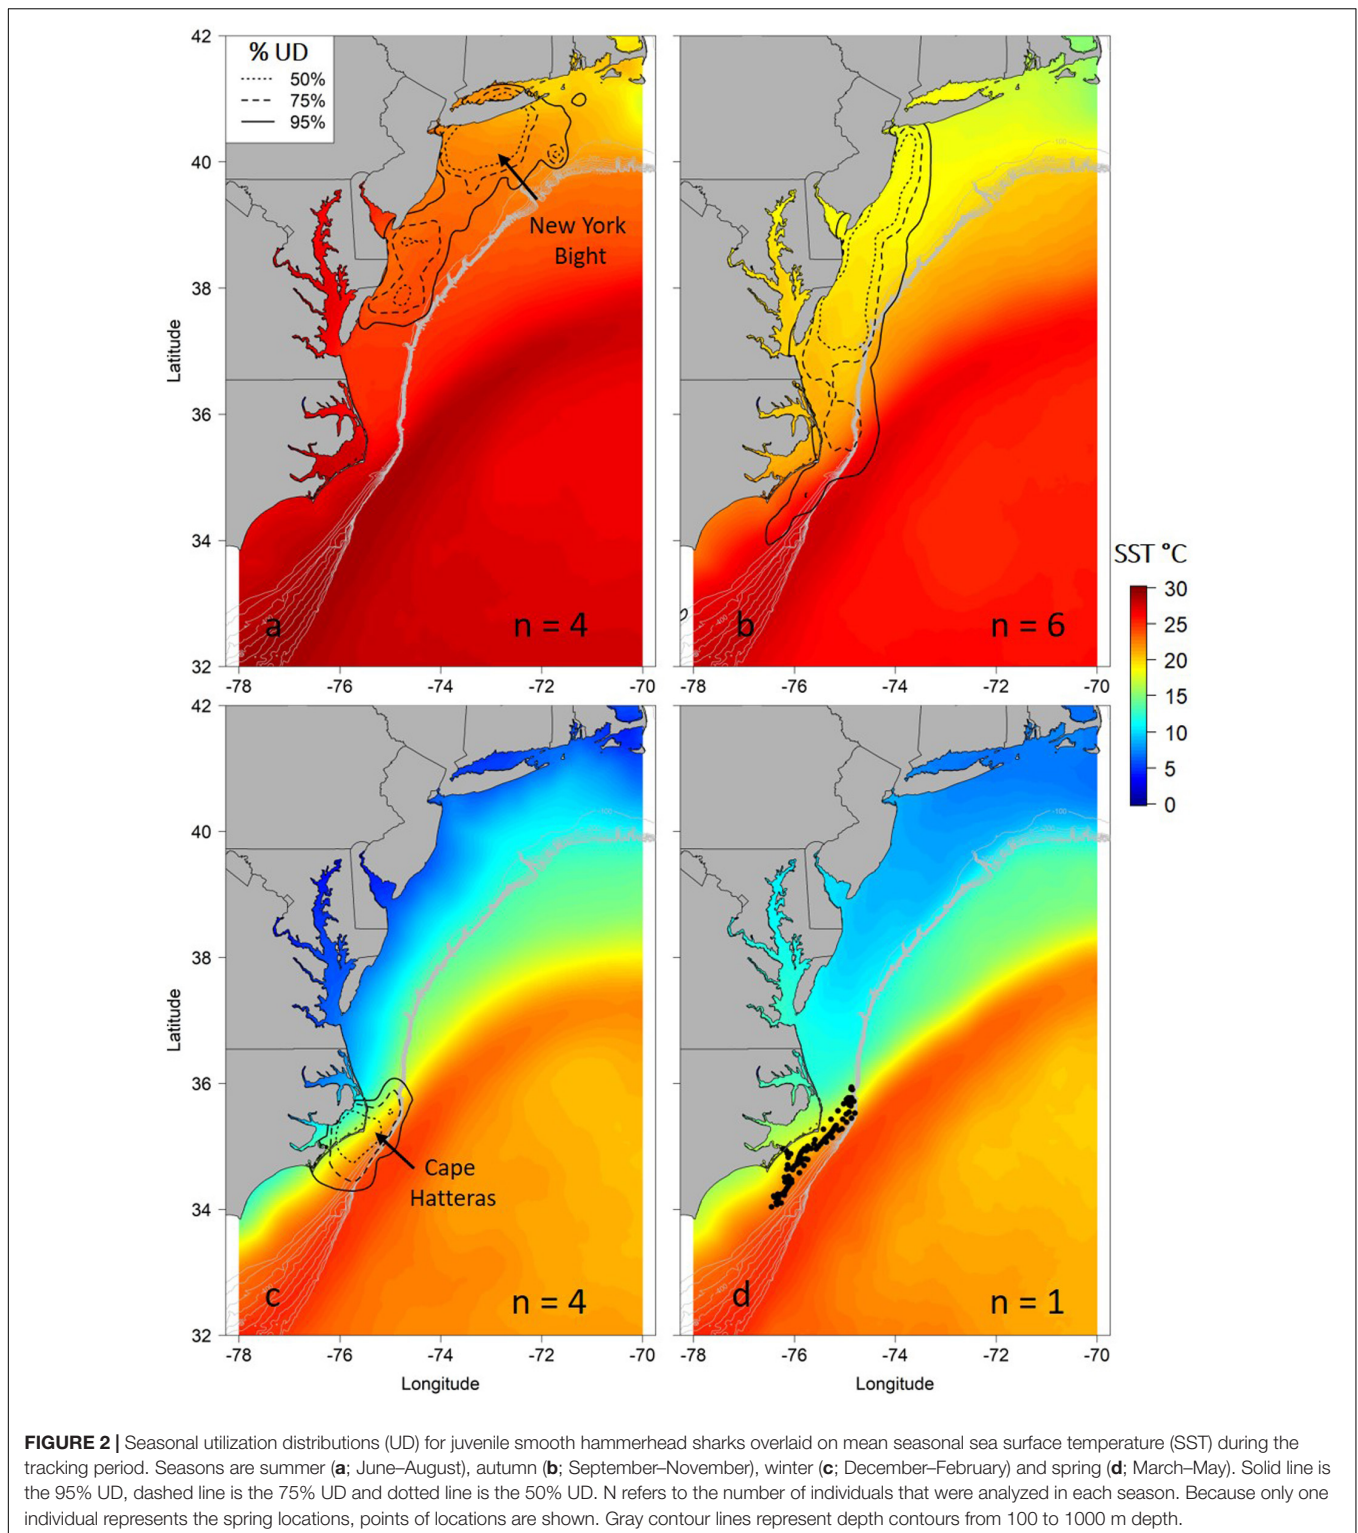 % UD
50%
75%
95%
42
40
38
36
34
32
Latitude
-78
-76
-74
-72
-70
New York
Bight
a
n = 4
-78
-76
-74
-72
-70
b
n = 6
SST °C
30
25
20
15
10
5
0
42
40
38
36
34
32
Latitude
-78
-76
-74
-72
-70
Longitude
Cape
Hatteras
c
n = 4
-78
-76
-74
-72
-70
Longitude
d
n = 1
FIGURE 2 | Seasonal utilization distributions (UD) for juvenile smooth hammerhead sharks overlaid on mean seasonal sea surface temperature (SST) during the
tracking period. Seasons are summer (a; June–August), autumn (b; September–November), winter (c; December–February) and spring (d; March–May). Solid line is
the 95% UD, dashed line is the 75% UD and dotted line is the 50% UD. N refers to the number of individuals that were analyzed in each season. Because only one
individual represents the spring locations, points of locations are shown. Gray contour lines represent depth contours from 100 to 1000 m depth.